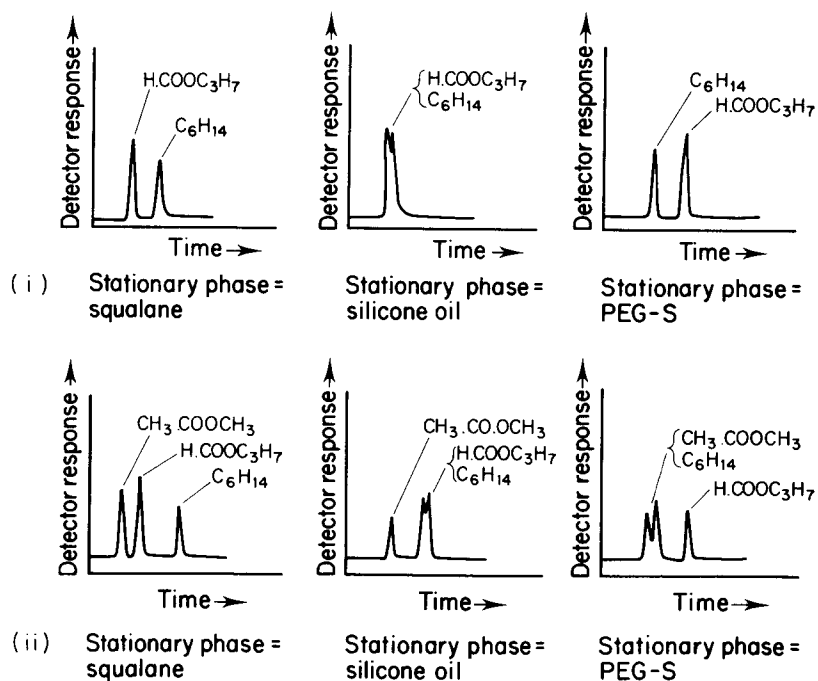 Detector response
H.COOC₃H₇
C₆H₁₄
Time
Detector response
{H.COOC₃H₇
C₆H₁₄
Time
Detector response
C₆H₁₄
H.COOC₃H₇
Time
(i)
Stationary phase =
squalane
Stationary phase =
silicone oil
Stationary phase =
PEG-S
Detector response
CH₃.COOCH₃
H.COOC₃H₇
C₆H₁₄
Time
Detector response
CH₃.CO.OCH₃
{H.COOC₃H₇
C₆H₁₄
Time
Detector response
{CH₃.COOCH₃
C₆H₁₄
H.COOC₃H₇
Time
(ii)
Stationary phase =
squalane
Stationary phase =
silicone oil
Stationary phase =
PEG-S